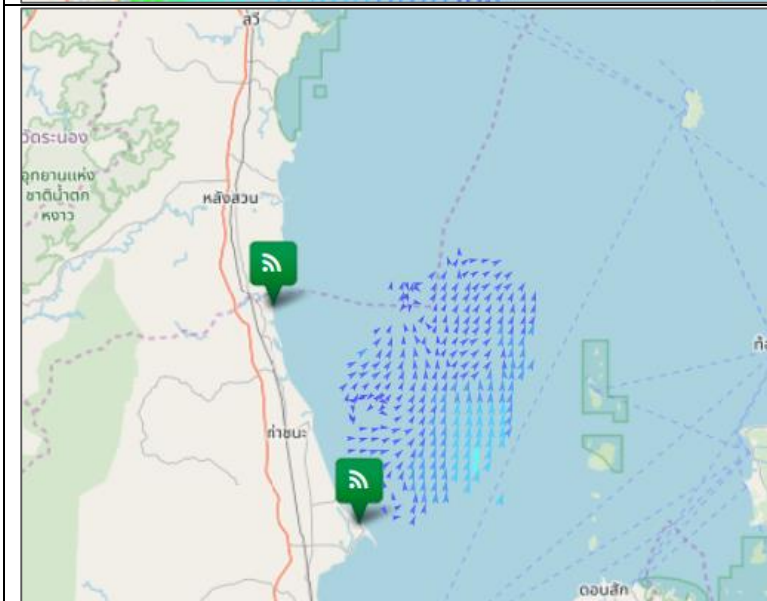 สวี
วัดระนอง
อุทยานแห่ง
ชาติน้ำตก
หงาว
หลังสวน
ท่าชนะ
ดอนสัก